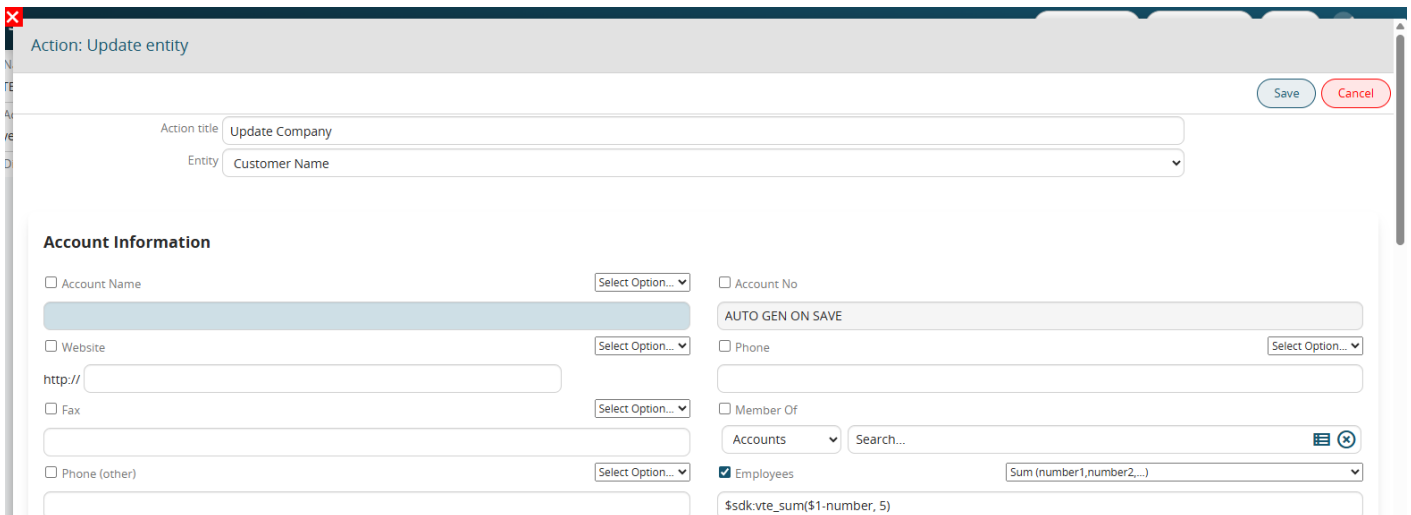 Action: Update entity
Save
Cancel
Action title
Update Company
Entity
Customer Name
Account Information
Account Name
Select Option...
Account No
AUTO GEN ON SAVE
Website
Select Option...
Phone
Select Option...
http://
Fax
Select Option...
Member Of
Accounts
Search...
Phone (other)
Select Option...
Employees
Sum (number1,number2,...)
$sdk:vte_sum($1-number, 5)